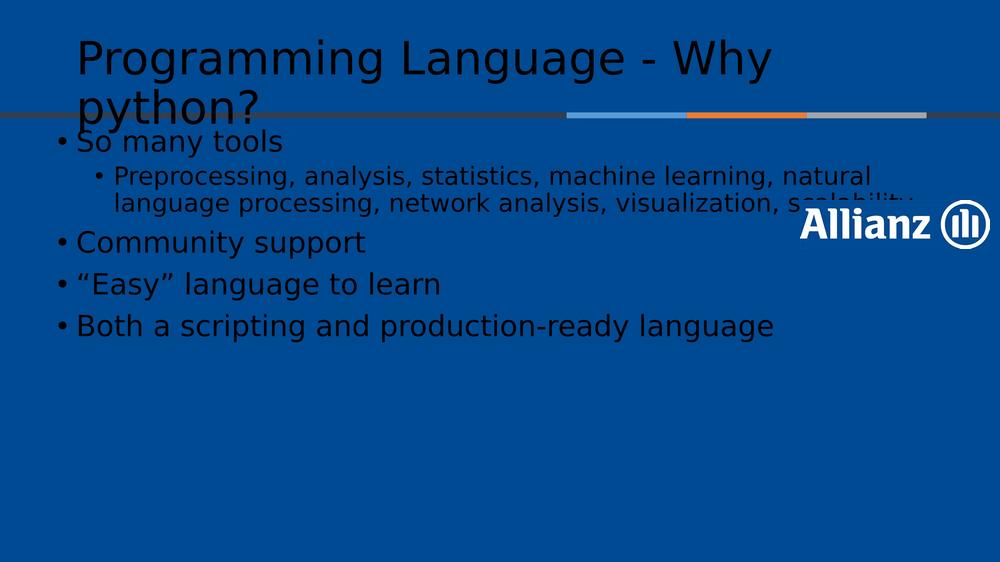 Programming Language - Why
python?
• So many tools
• Preprocessing, analysis, statistics, machine learning, natural
language processing, network analysis, visualization, scalability
Allianz
• Community support
• “Easy” language to learn
• Both a scripting and production-ready language